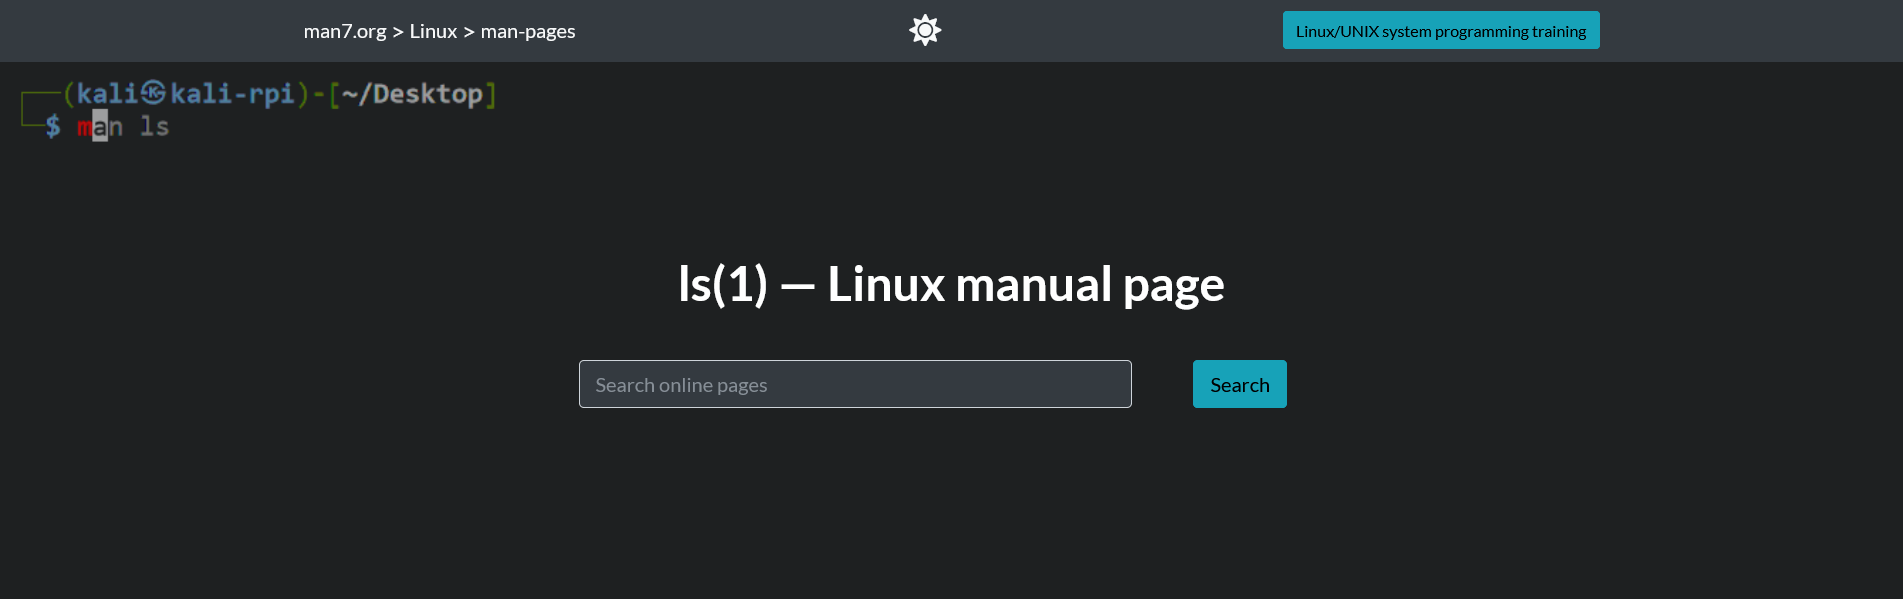 man7.org > Linux > man-pages
Linux/UNIX system programming training
(kali㉿kali-rpi)-[~/Desktop]
$ man ls
ls(1) — Linux manual page
Search online pages
Search